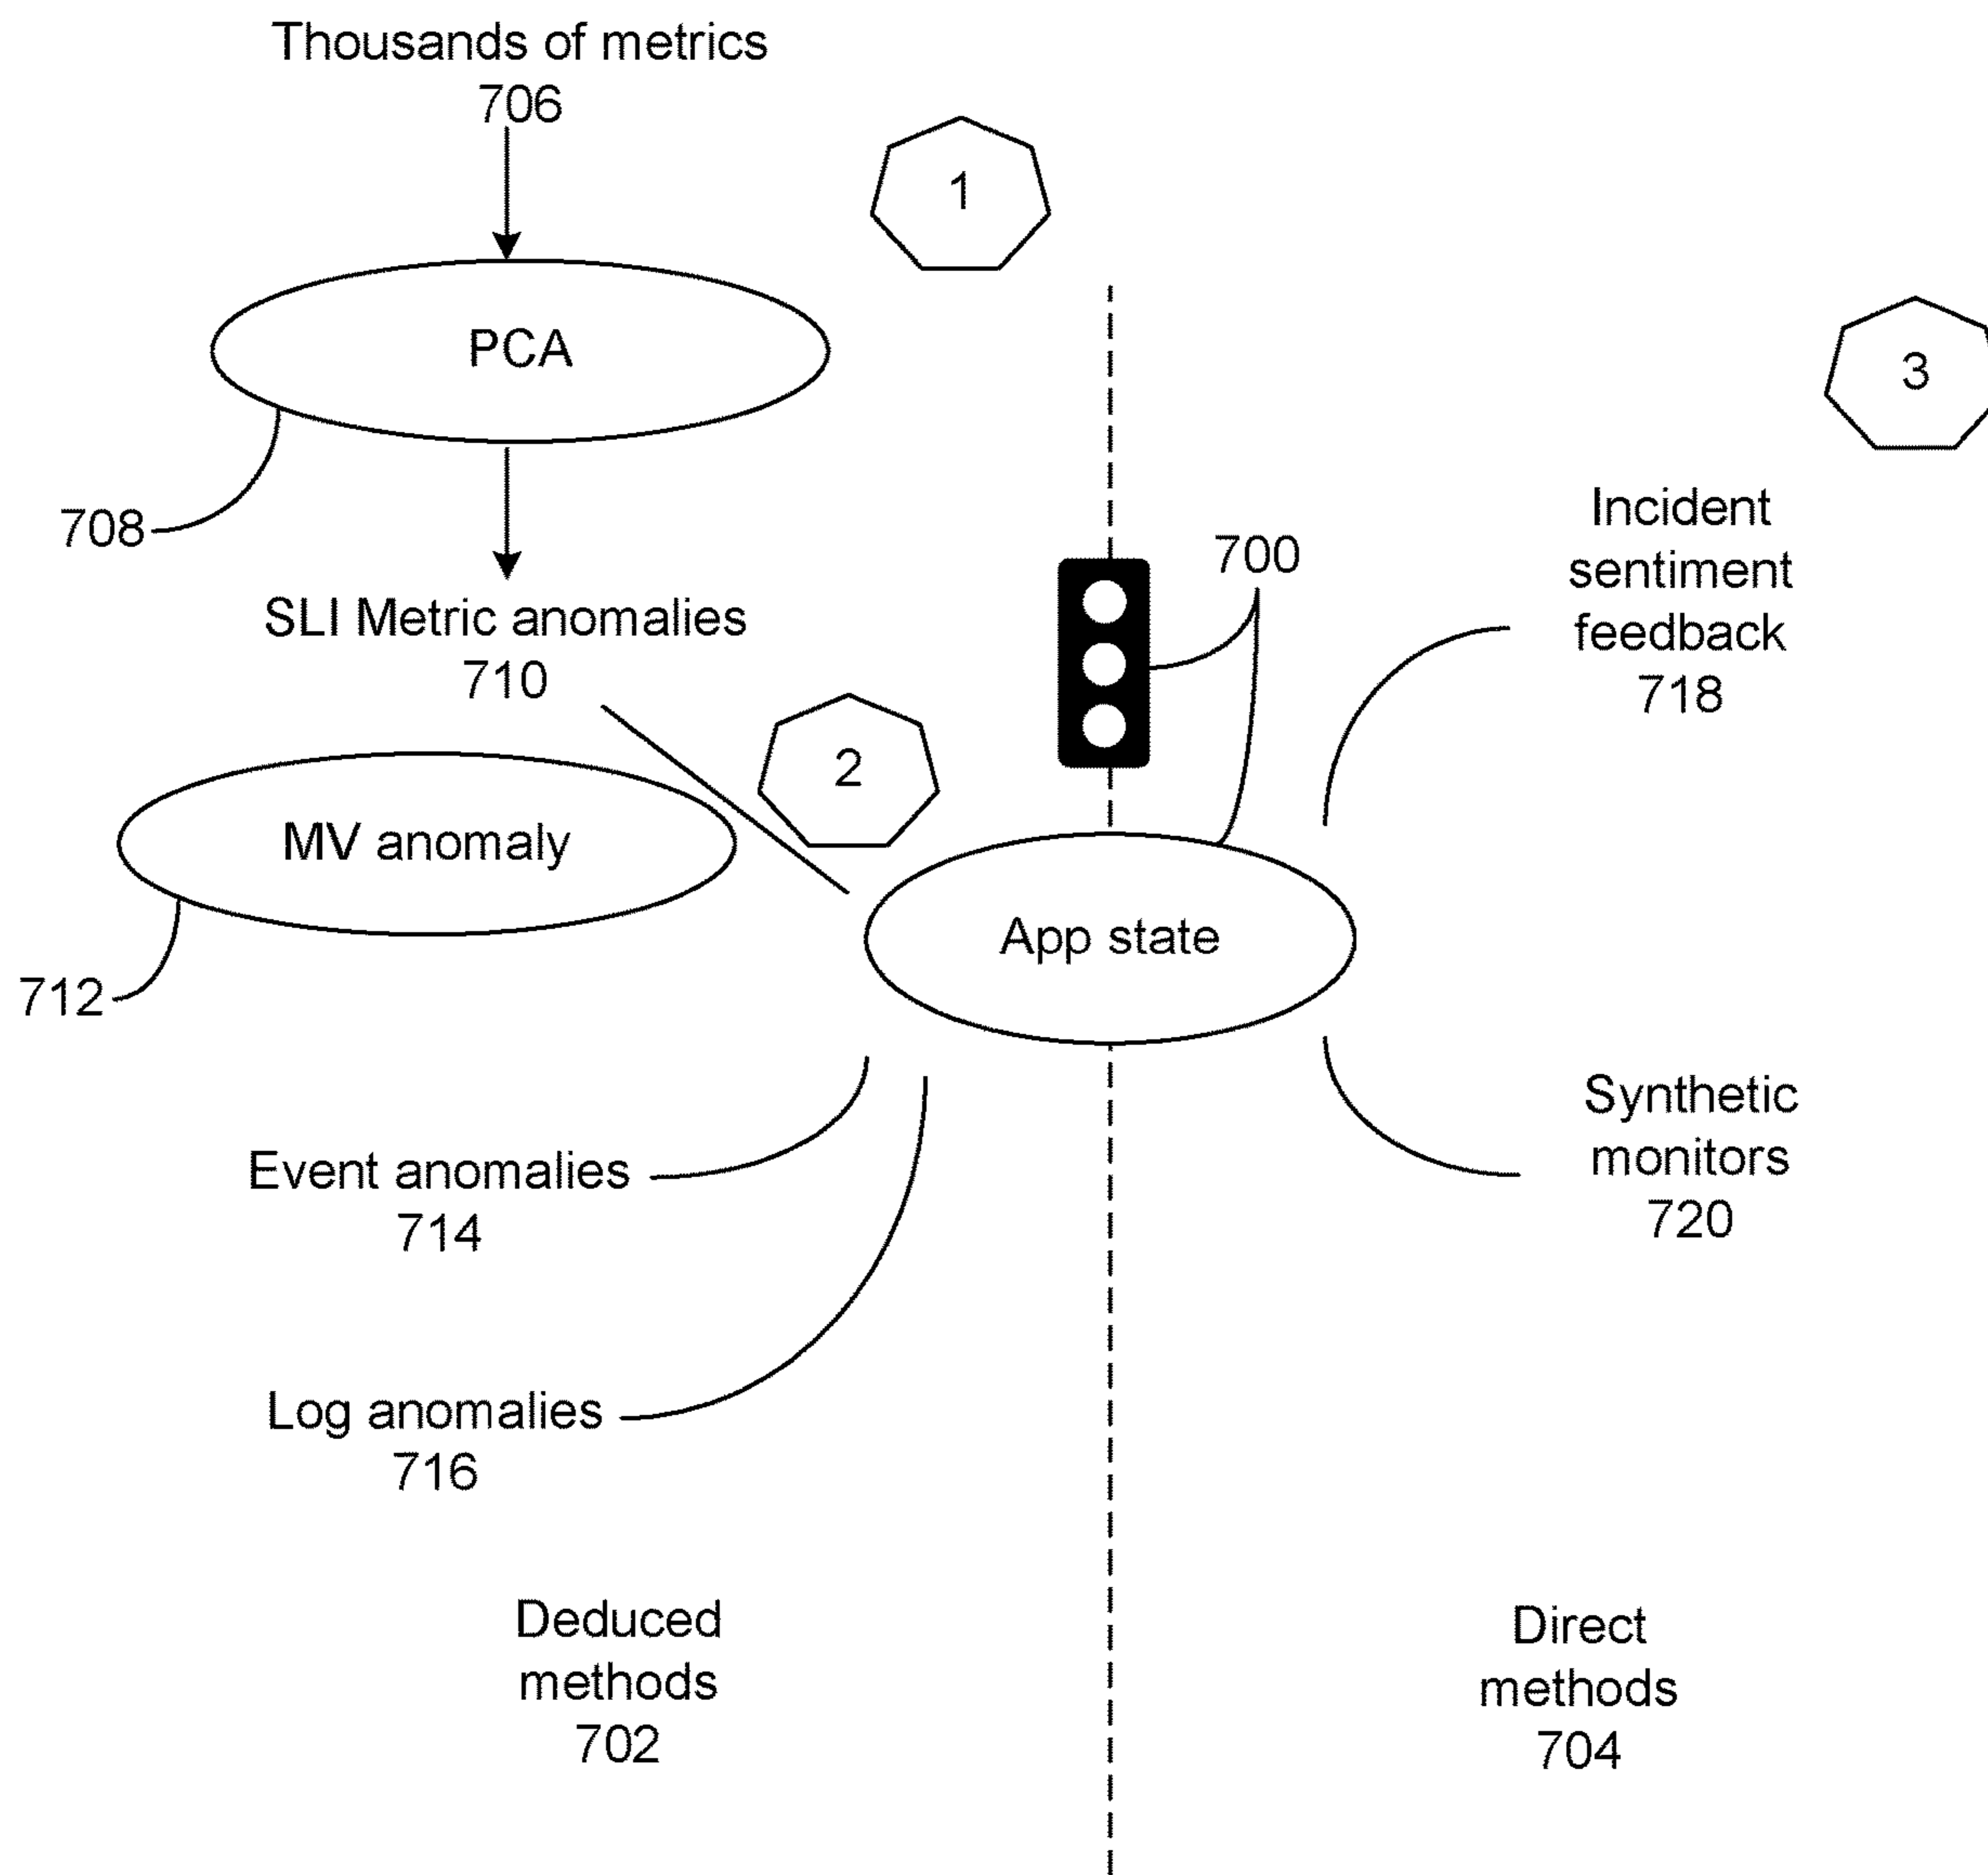 Thousands of metrics
706
1
PCA
3
708
SLI Metric anomalies
710
700
Incident
sentiment
feedback
718
2
MV anomaly
712
App state
Event anomalies
714
Synthetic
monitors
720
Log anomalies
716
Deduced
methods
702
Direct
methods
704